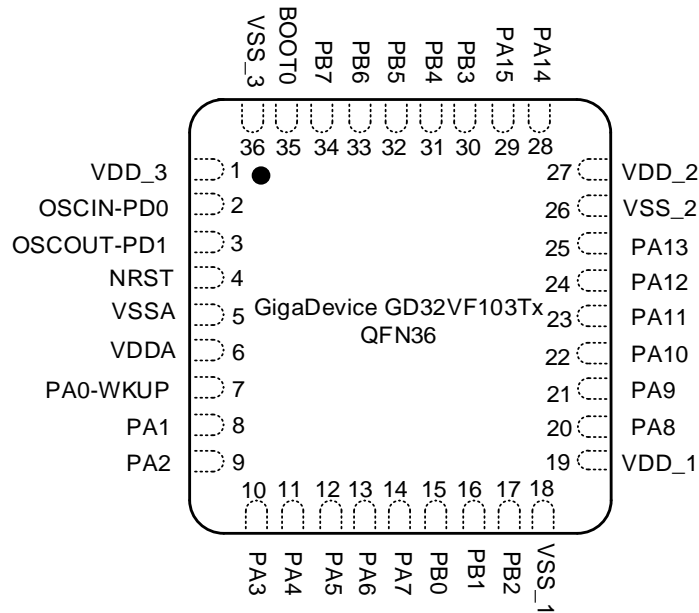 VSS_3 BOOT0 PB7 PB6 PB5 PB4 PB3 PA15 PA14
36 35 34 33 32 31 30 29 28
VDD_3 1 27 VDD_2
OSCIN-PD0 2 26 VSS_2
OSCOUT-PD1 3 25 PA13
NRST 4 24 PA12
VSSA 5 GigaDevice GD32VF103Tx 23 PA11
QFN36
VDDA 6 22 PA10
PA0-WKUP 7 21 PA9
PA1 8 20 PA8
PA2 9 19 VDD_1
10 11 12 13 14 15 16 17 18
PA3 PA4 PA5 PA6 PA7 PB0 PB1 PB2 VSS_1